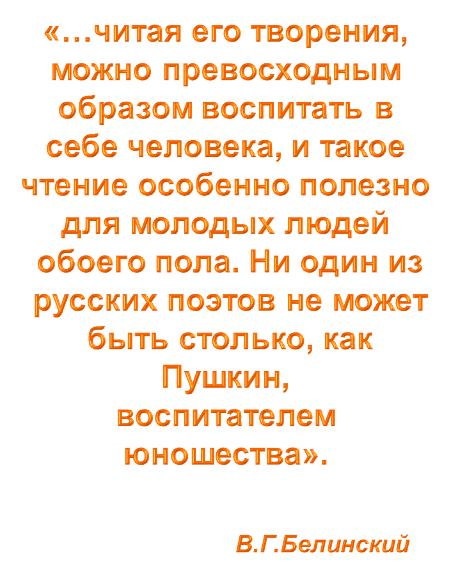 «…читая его творения,
можно превосходным
образом воспитать в
себе человека, и такое
чтение особенно полезно
для молодых людей
обоего пола. Ни один из
русских поэтов не может
быть столько, как
Пушкин,
воспитателем
юношества».
В.Г.Белинский